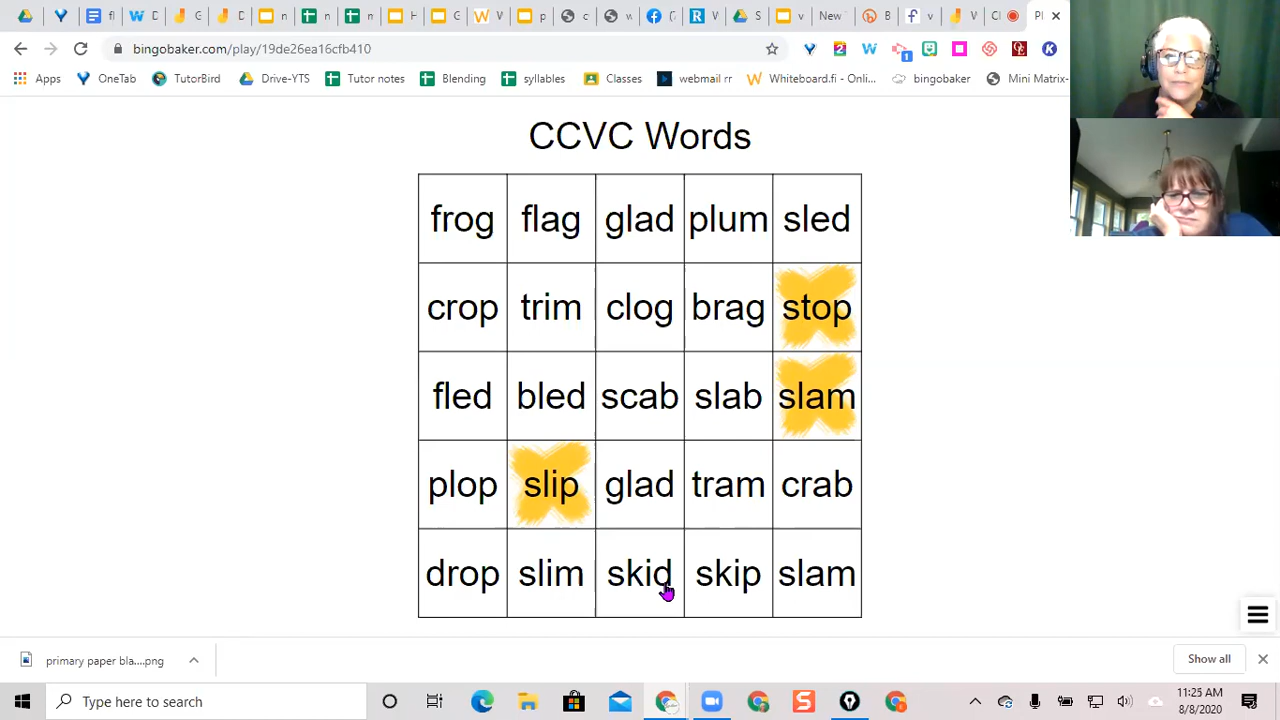 G
n
n
n
H
G
W
p
c
w
(
R
S
v
New
B
v
W
Cl
Pl
bingobaker.com/play/19de26ea16cfb410
Apps OneTab TutorBird Drive-YTS Tutor notes Blending syllables Classes webmail rr Whiteboard.fi - Onli... bingobaker Mini Matrix-
CCVC Words
frog flag glad plum sled
crop trim clog brag stop
fled bled scab slab slam
plop slip glad tram crab
drop slim skid skip slam
primary paper bla....png
Show all
Type here to search
11:25 AM
8/8/2020